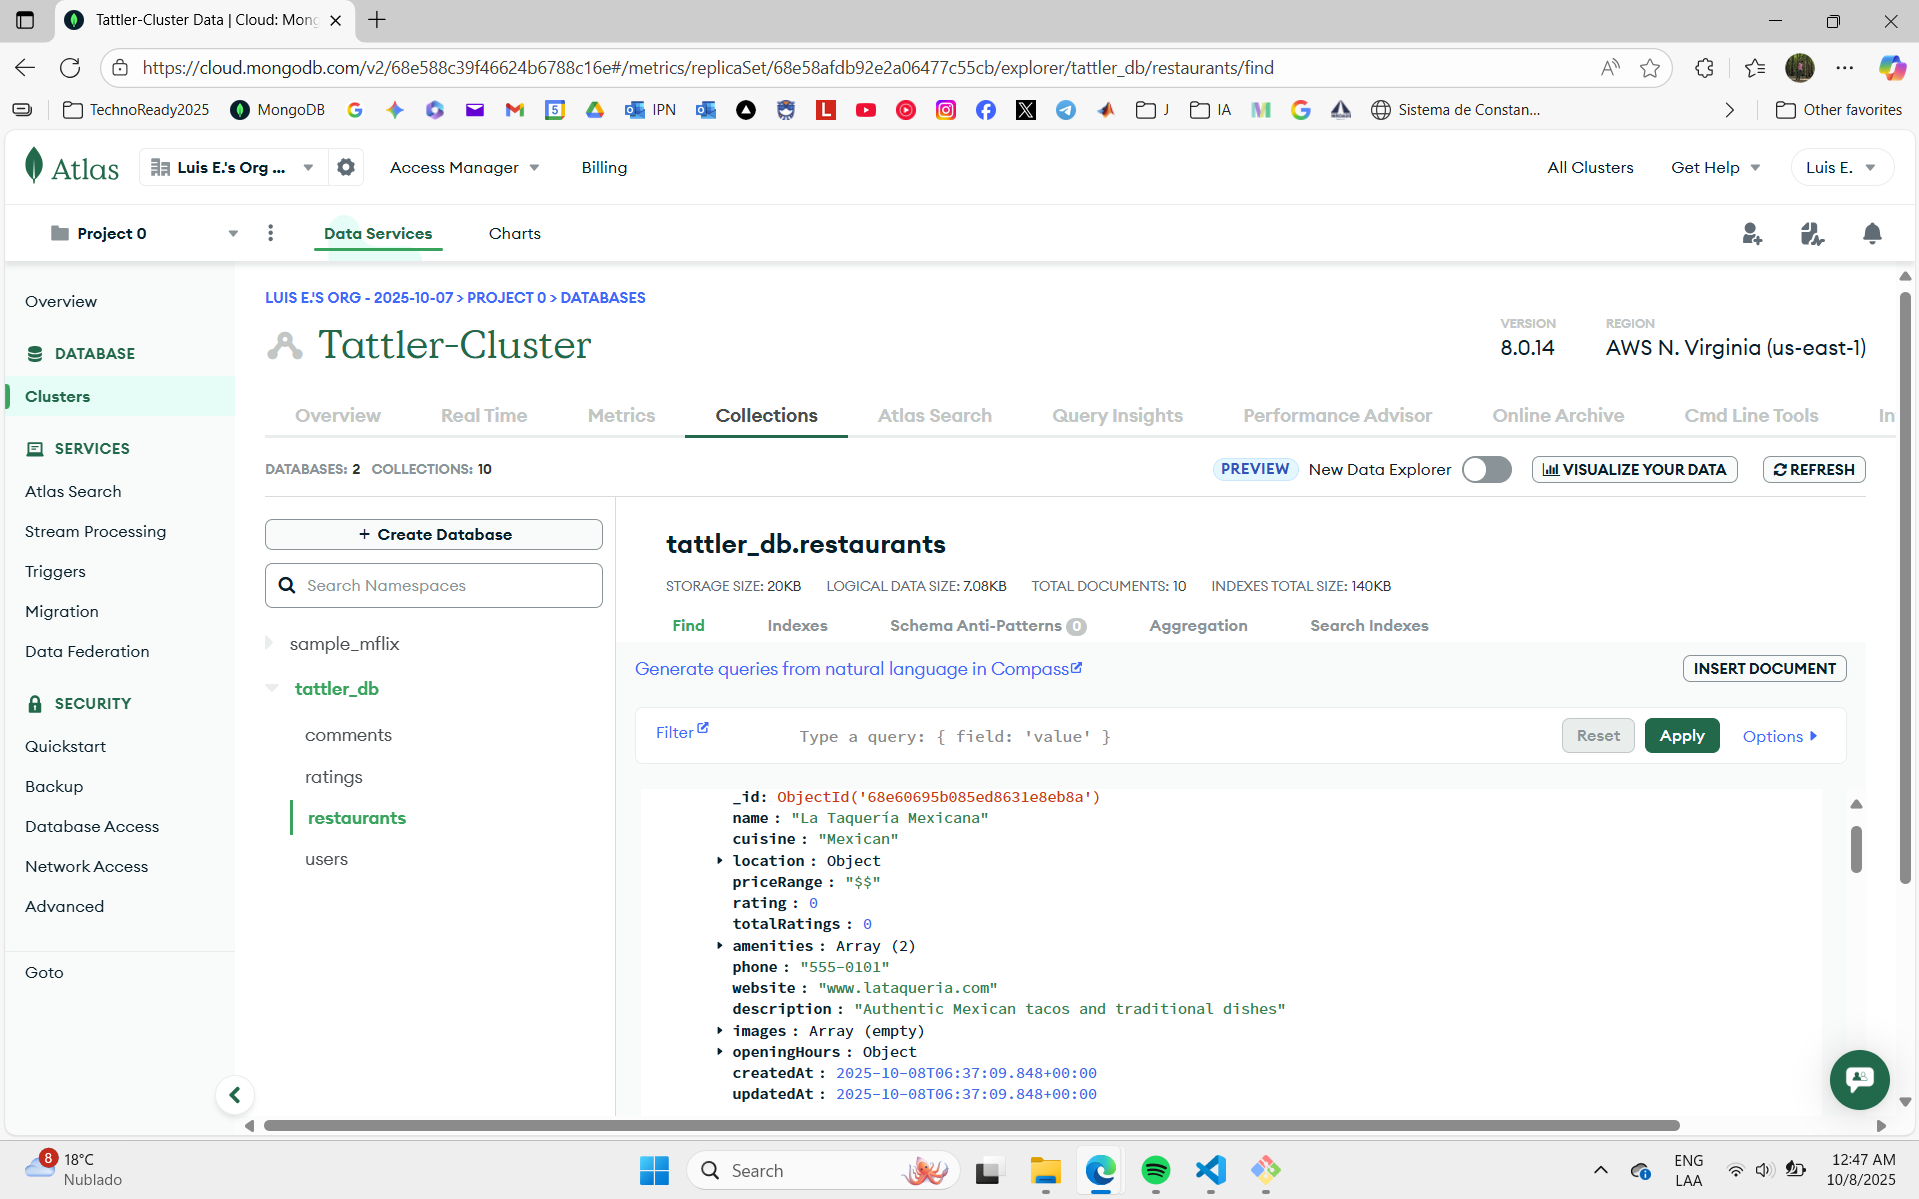 Tattler-Cluster Data | Cloud: Mong
https://cloud.mongodb.com/v2/68e588c39f46624b6788c16e#/metrics/replicaSet/68e58afdb92e2a06477c55cb/explorer/tattler_db/restaurants/find
TechnoReady2025 MongoDB IPN J IA Sistema de Constan... Other favorites
Atlas Luis E.'s Org ... Access Manager Billing All Clusters Get Help Luis E.
Project 0 Data Services Charts
Overview
DATABASE
Clusters
SERVICES
Atlas Search
Stream Processing
Triggers
Migration
Data Federation
SECURITY
Quickstart
Backup
Database Access
Network Access
Advanced
Goto
LUIS E.'S ORG - 2025-10-07 > PROJECT 0 > DATABASES
Tattler-Cluster
VERSION
8.0.14
REGION
AWS N. Virginia (us-east-1)
Overview Real Time Metrics Collections Atlas Search Query Insights Performance Advisor Online Archive Cmd Line Tools In
DATABASES: 2 COLLECTIONS: 10
PREVIEW New Data Explorer VISUALIZE YOUR DATA REFRESH
+ Create Database
Search Namespaces
sample_mflix
tattler_db
comments
ratings
restaurants
users
tattler_db.restaurants
STORAGE SIZE: 20KB LOGICAL DATA SIZE: 7.08KB TOTAL DOCUMENTS: 10 INDEXES TOTAL SIZE: 140KB
Find Indexes Schema Anti-Patterns 0 Aggregation Search Indexes
Generate queries from natural language in Compass
INSERT DOCUMENT
Filter Type a query: { field: 'value' } Reset Apply Options
_id: ObjectId('68e60695b085ed8631e8eb8a')
name : "La Taquería Mexicana"
cuisine : "Mexican"
location : Object
priceRange : "$$"
rating : 0
totalRatings : 0
amenities : Array (2)
phone : "555-0101"
website : "www.lataqueria.com"
description : "Authentic Mexican tacos and traditional dishes"
images : Array (empty)
openingHours : Object
createdAt : 2025-10-08T06:37:09.848+00:00
updatedAt : 2025-10-08T06:37:09.848+00:00
8
18°C
Nublado
Search
ENG
LAA
12:47 AM
10/8/2025